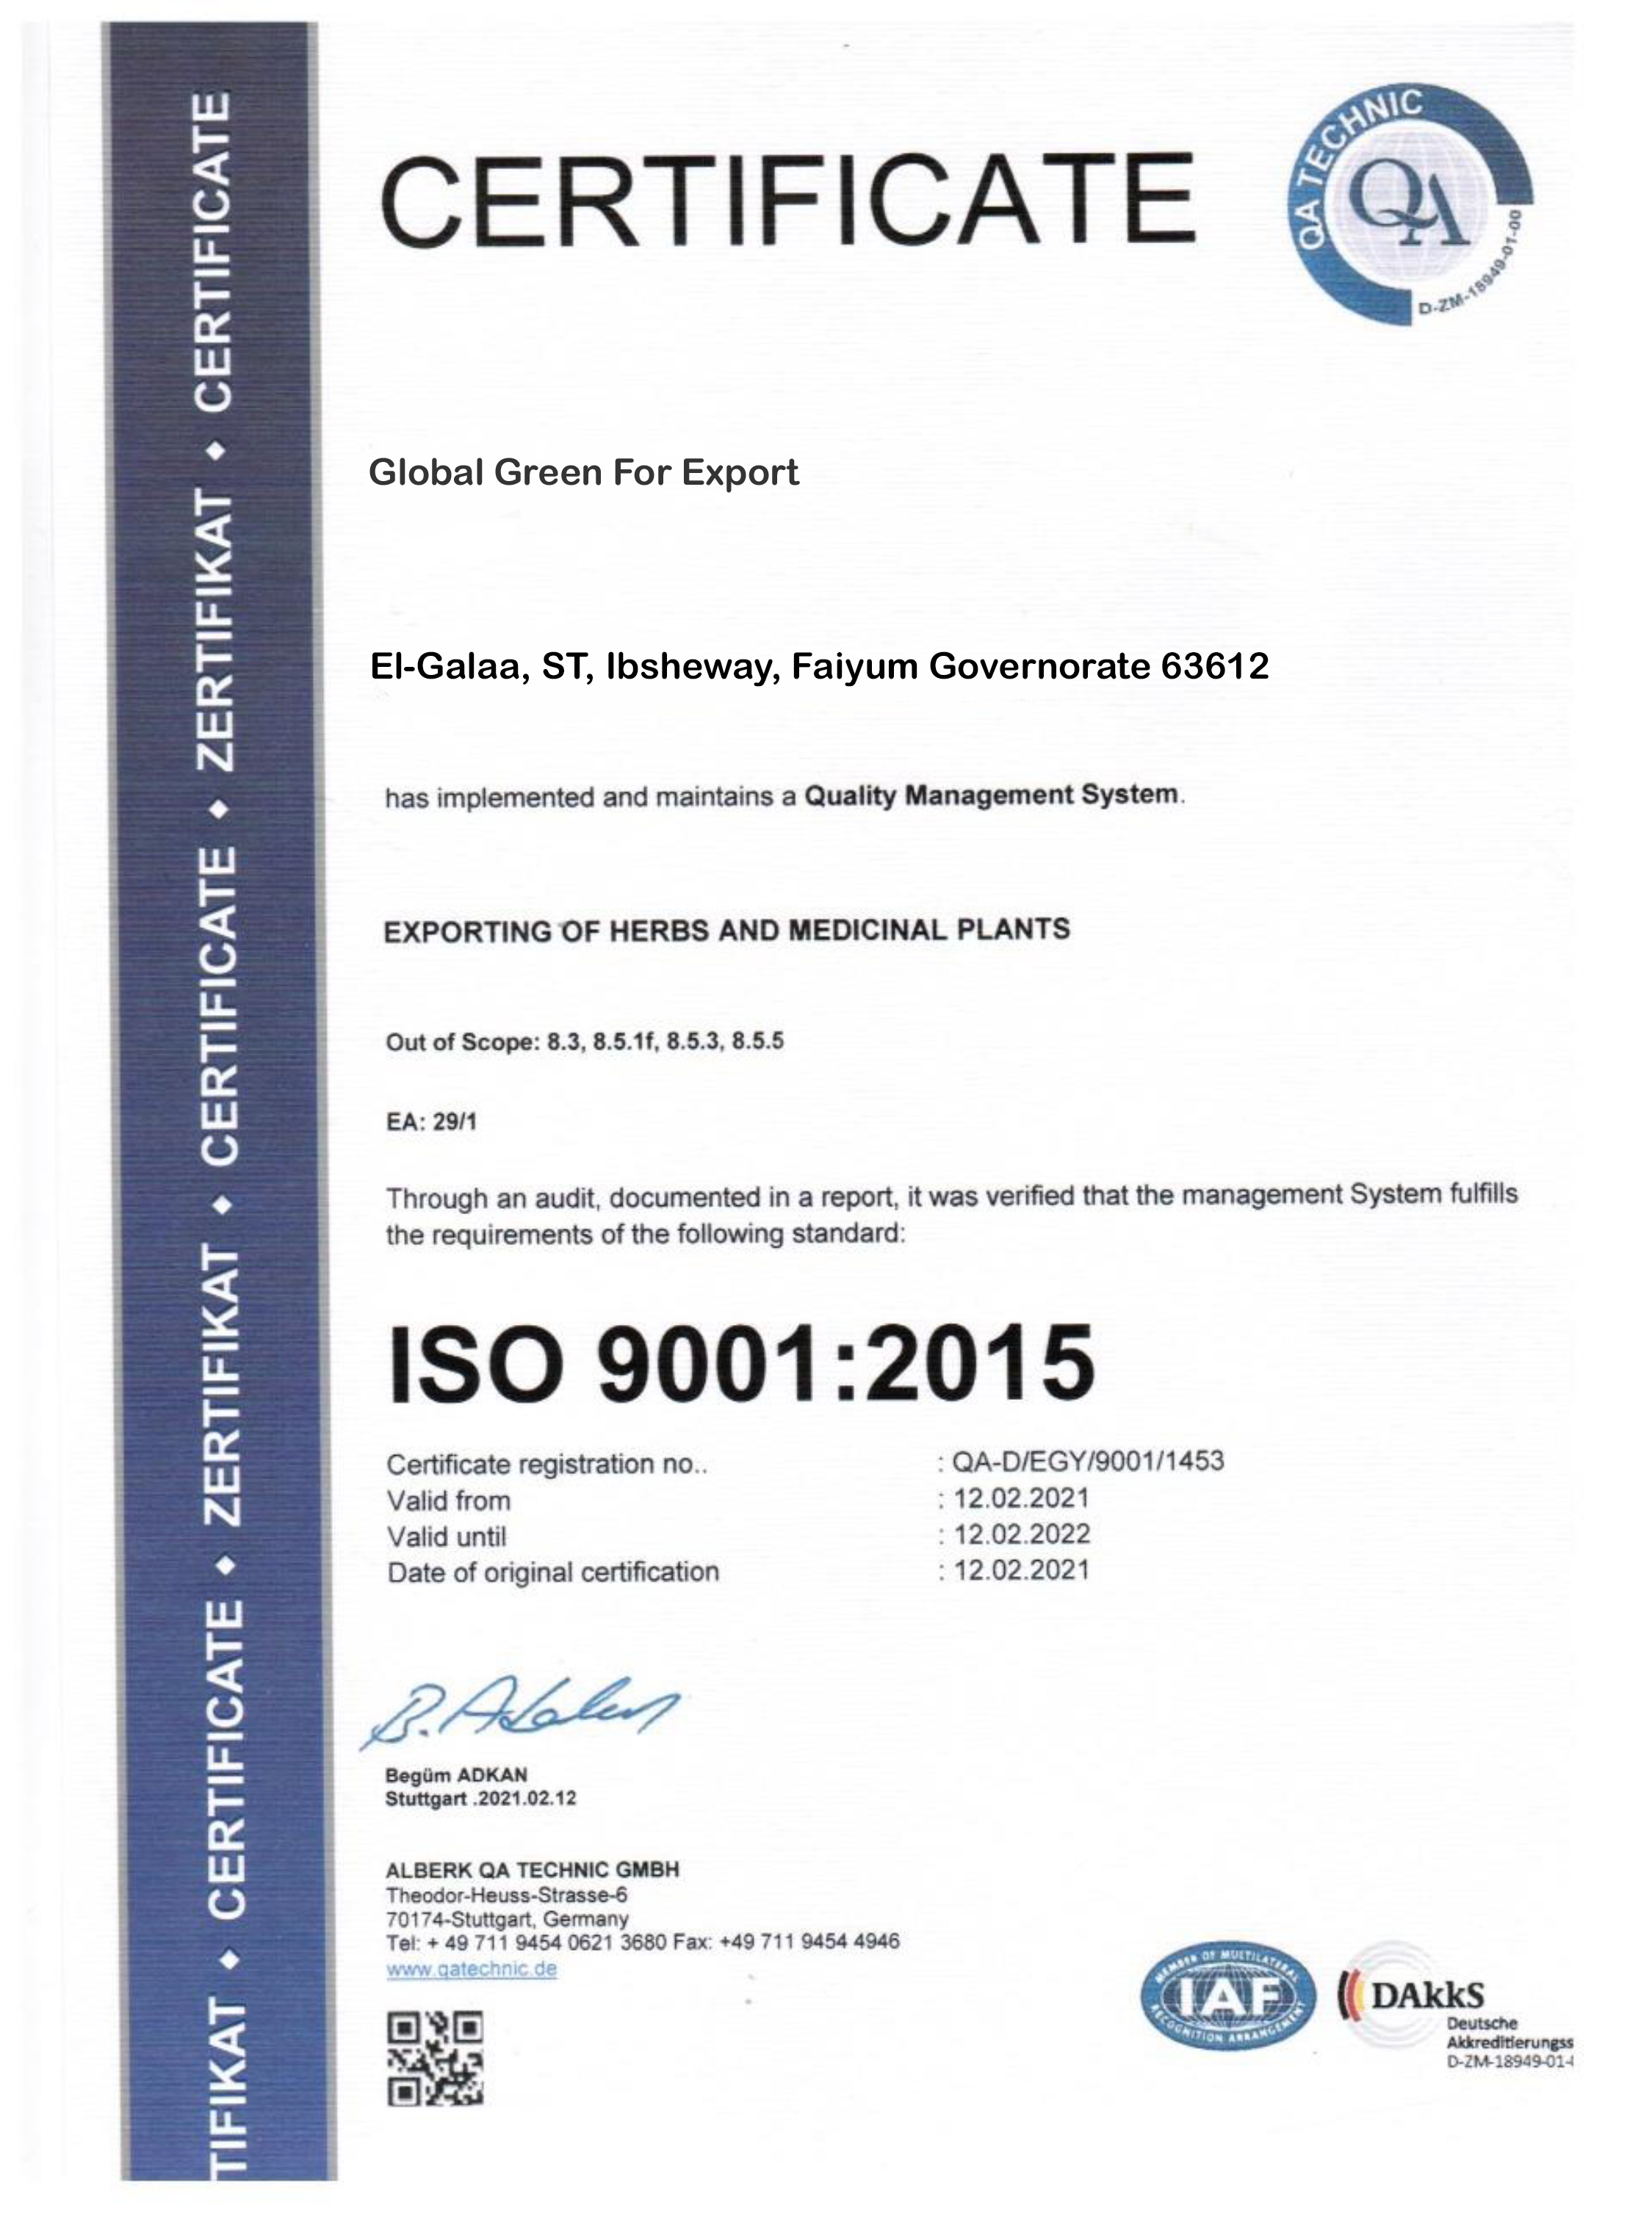 CERTIFICATE
QA TECHNIC
QA
D-ZM-18949-01-00
TIFIKAT ◆ CERTIFICATE ◆ ZERTIFIKAT ◆ CERTIFICATE ◆ ZERTIFIKAT ◆ CERTIFICATE
Global Green For Export
El-Galaa, ST, Ibsheway, Faiyum Governorate 63612
has implemented and maintains a Quality Management System.
EXPORTING OF HERBS AND MEDICINAL PLANTS
Out of Scope: 8.3, 8.5.1f, 8.5.3, 8.5.5
EA: 29/1
Through an audit, documented in a report, it was verified that the management System fulfills
the requirements of the following standard:
ISO 9001:2015
Certificate registration no.. : QA-D/EGY/9001/1453
Valid from : 12.02.2021
Valid until : 12.02.2022
Date of original certification : 12.02.2021
Begüm ADKAN
Stuttgart .2021.02.12
ALBERK QA TECHNIC GMBH
Theodor-Heuss-Strasse-6
70174-Stuttgart, Germany
Tel: + 49 711 9454 0621 3680 Fax: +49 711 9454 4946
www.qatechnic.de
MEMBER OF MULTILATERAL
IAF
RECOGNITION ARRANGEMENT
DAkkS
Deutsche
Akkreditierungss
D-ZM-18949-01-